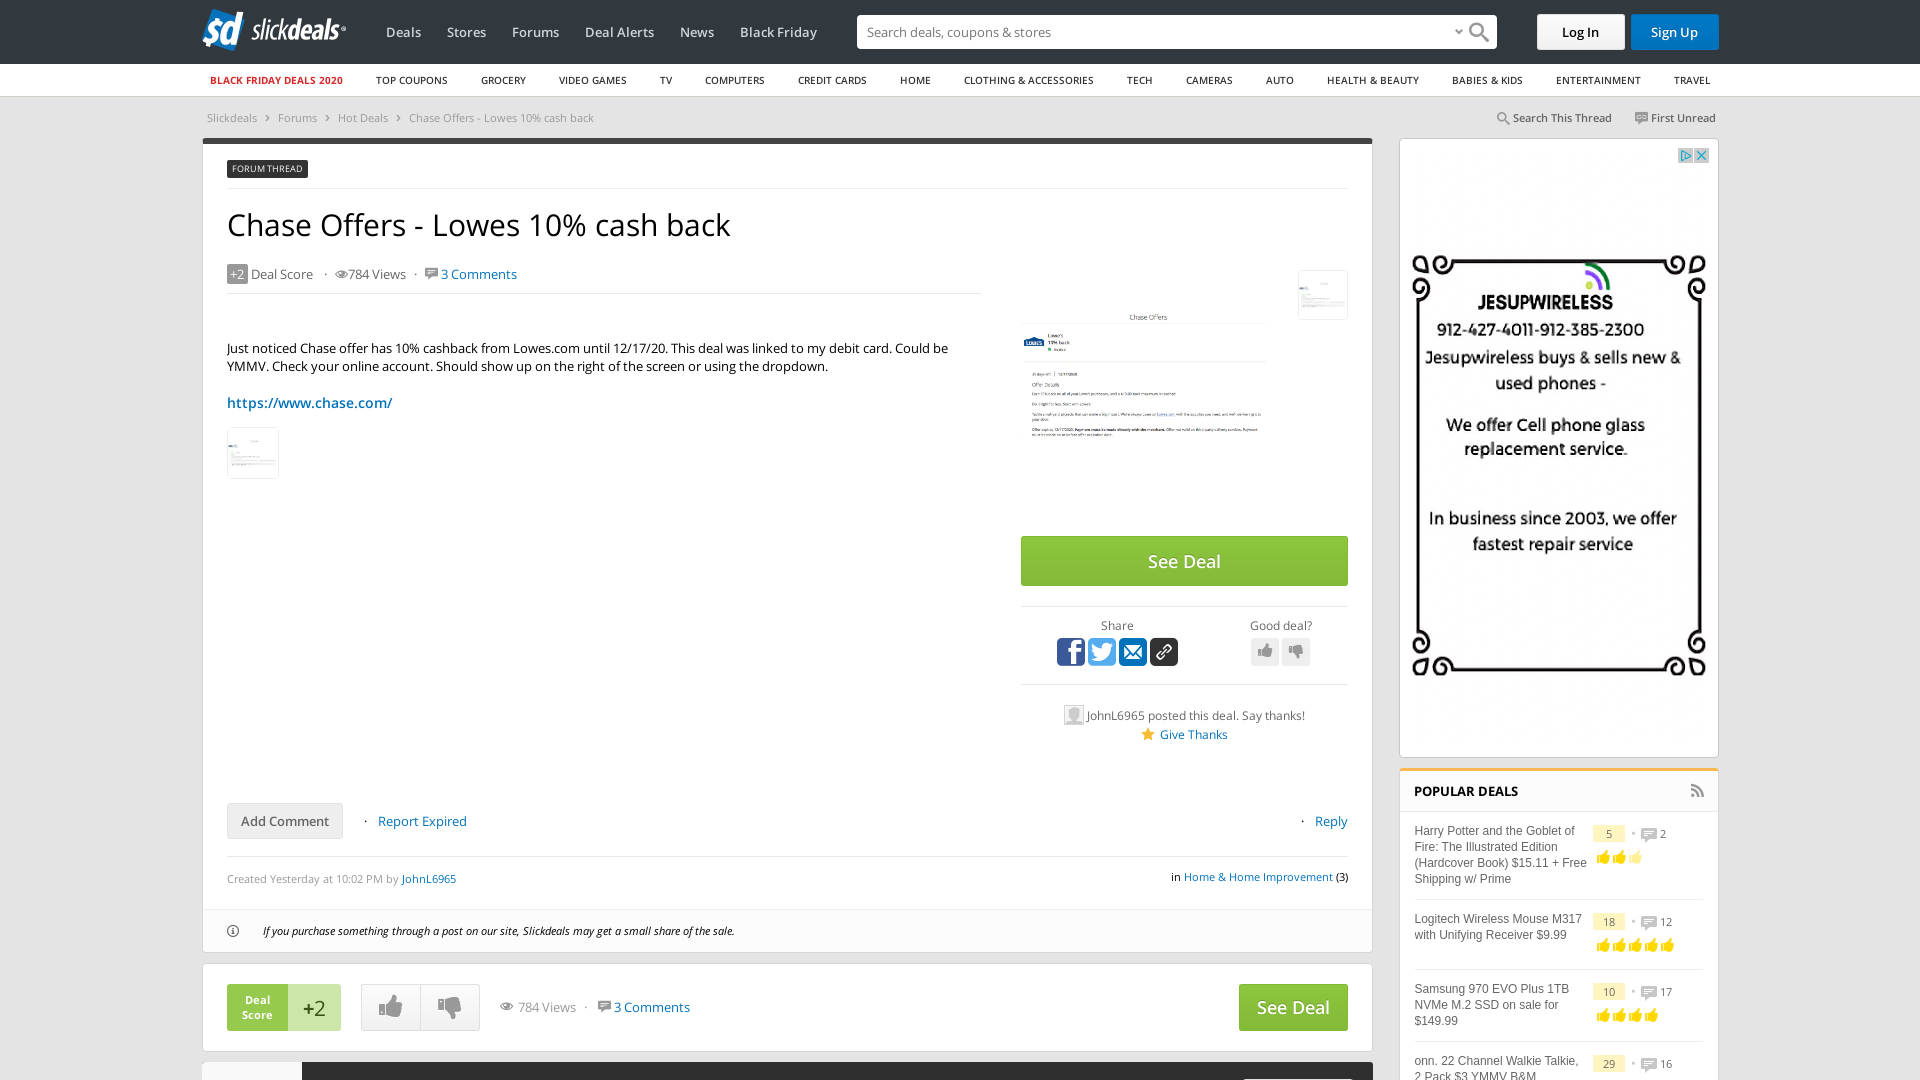 slickdeals
Deals Stores Forums Deal Alerts News Black Friday
Search deals, coupons & stores
Log In Sign Up
BLACK FRIDAY DEALS 2020 TOP COUPONS GROCERY VIDEO GAMES TV COMPUTERS CREDIT CARDS HOME CLOTHING & ACCESSORIES TECH CAMERAS AUTO HEALTH & BEAUTY BABIES & KIDS ENTERTAINMENT TRAVEL
Slickdeals › Forums › Hot Deals › Chase Offers - Lowes 10% cash back
Search This Thread First Unread
FORUM THREAD
Chase Offers - Lowes 10% cash back
+2 Deal Score · 784 Views · 3 Comments
Just noticed Chase offer has 10% cashback from Lowes.com until 12/17/20. This deal was linked to my debit card. Could be
YMMV. Check your online account. Should show up on the right of the screen or using the dropdown.
https://www.chase.com/
Chase Offers
LOWE'S
Lowe's
10% back
Offer Details
See Deal
Share Good deal?
JohnL6965 posted this deal. Say thanks!
Give Thanks
Add Comment · Report Expired · Reply
Created Yesterday at 10:02 PM by JohnL6965
in Home & Home Improvement (3)
If you purchase something through a post on our site, Slickdeals may get a small share of the sale.
Deal
Score
+2
784 Views · 3 Comments
See Deal
JESUPWIRELESS
912-427-4011-912-385-2300
Jesupwireless buys & sells new &
used phones -
We offer Cell phone glass
replacement service.
In business since 2003, we offer
fastest repair service
POPULAR DEALS
Harry Potter and the Goblet of
Fire: The Illustrated Edition
(Hardcover Book) $15.11 + Free
Shipping w/ Prime
5 · 2
Logitech Wireless Mouse M317
with Unifying Receiver $9.99
18 · 12
Samsung 970 EVO Plus 1TB
NVMe M.2 SSD on sale for
$149.99
10 · 17
onn. 22 Channel Walkie Talkie,
2 Pack $3 YMMV B&M
29 · 16